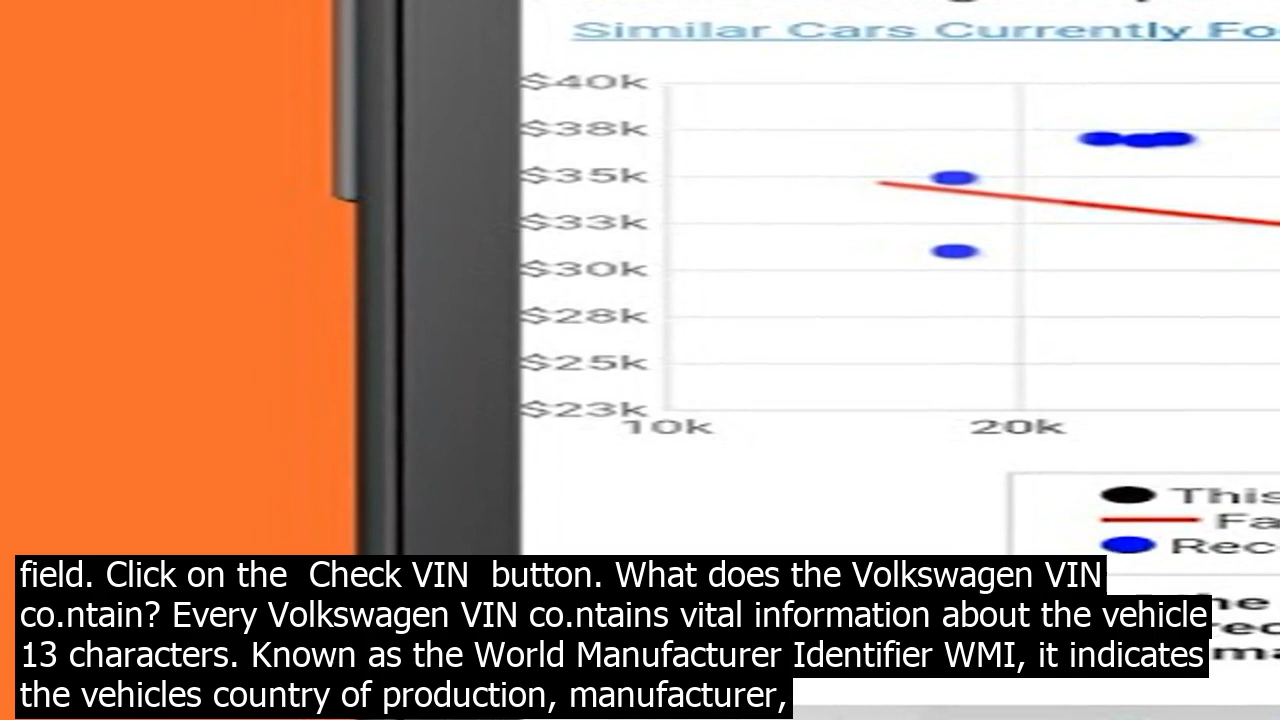 Similar Cars Currently Fo
$40k
$38k
$35k
$33k
$30k
$28k
$25k
$23k
10k 20k
This
Fa
Rec
field. Click on the  Check VIN  button. What does the Volkswagen VIN
co.ntain? Every Volkswagen VIN co.ntains vital information about the vehicle
13 characters. Known as the World Manufacturer Identifier WMI, it indicates
the vehicles country of production, manufacturer,